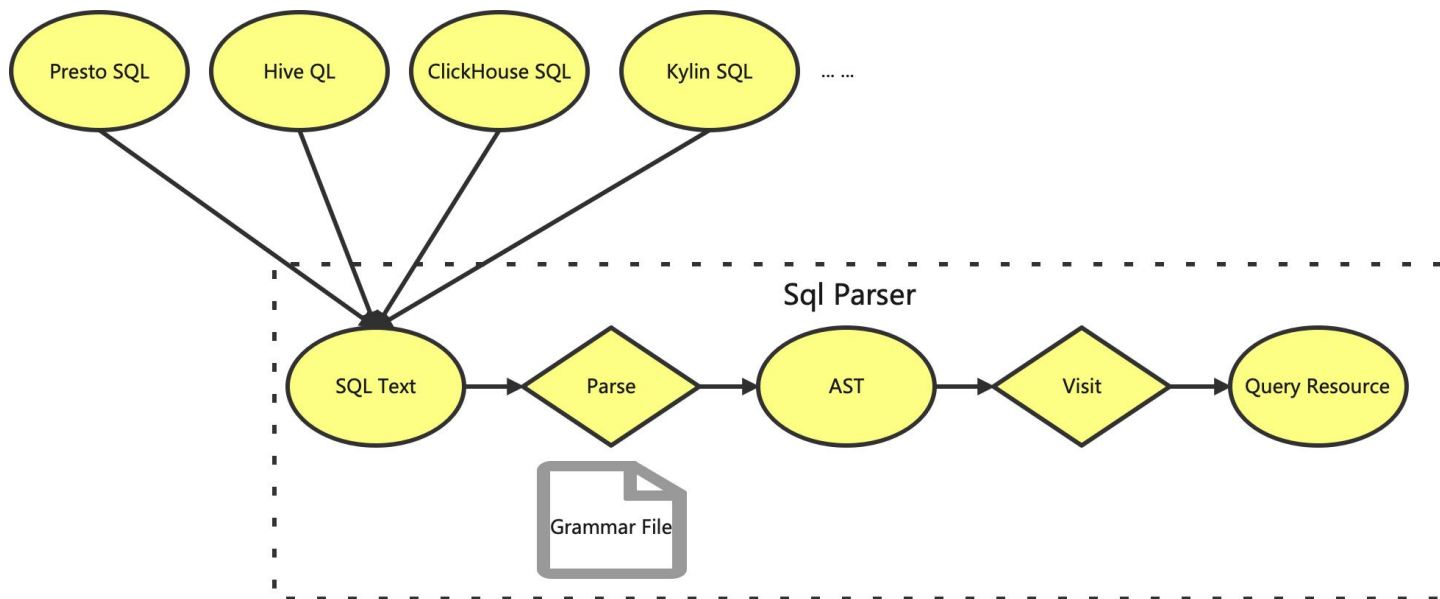 Presto SQL
Hive QL
ClickHouse SQL
Kylin SQL
... ...
Sql Parser
SQL Text
Parse
AST
Visit
Query Resource
Grammar File